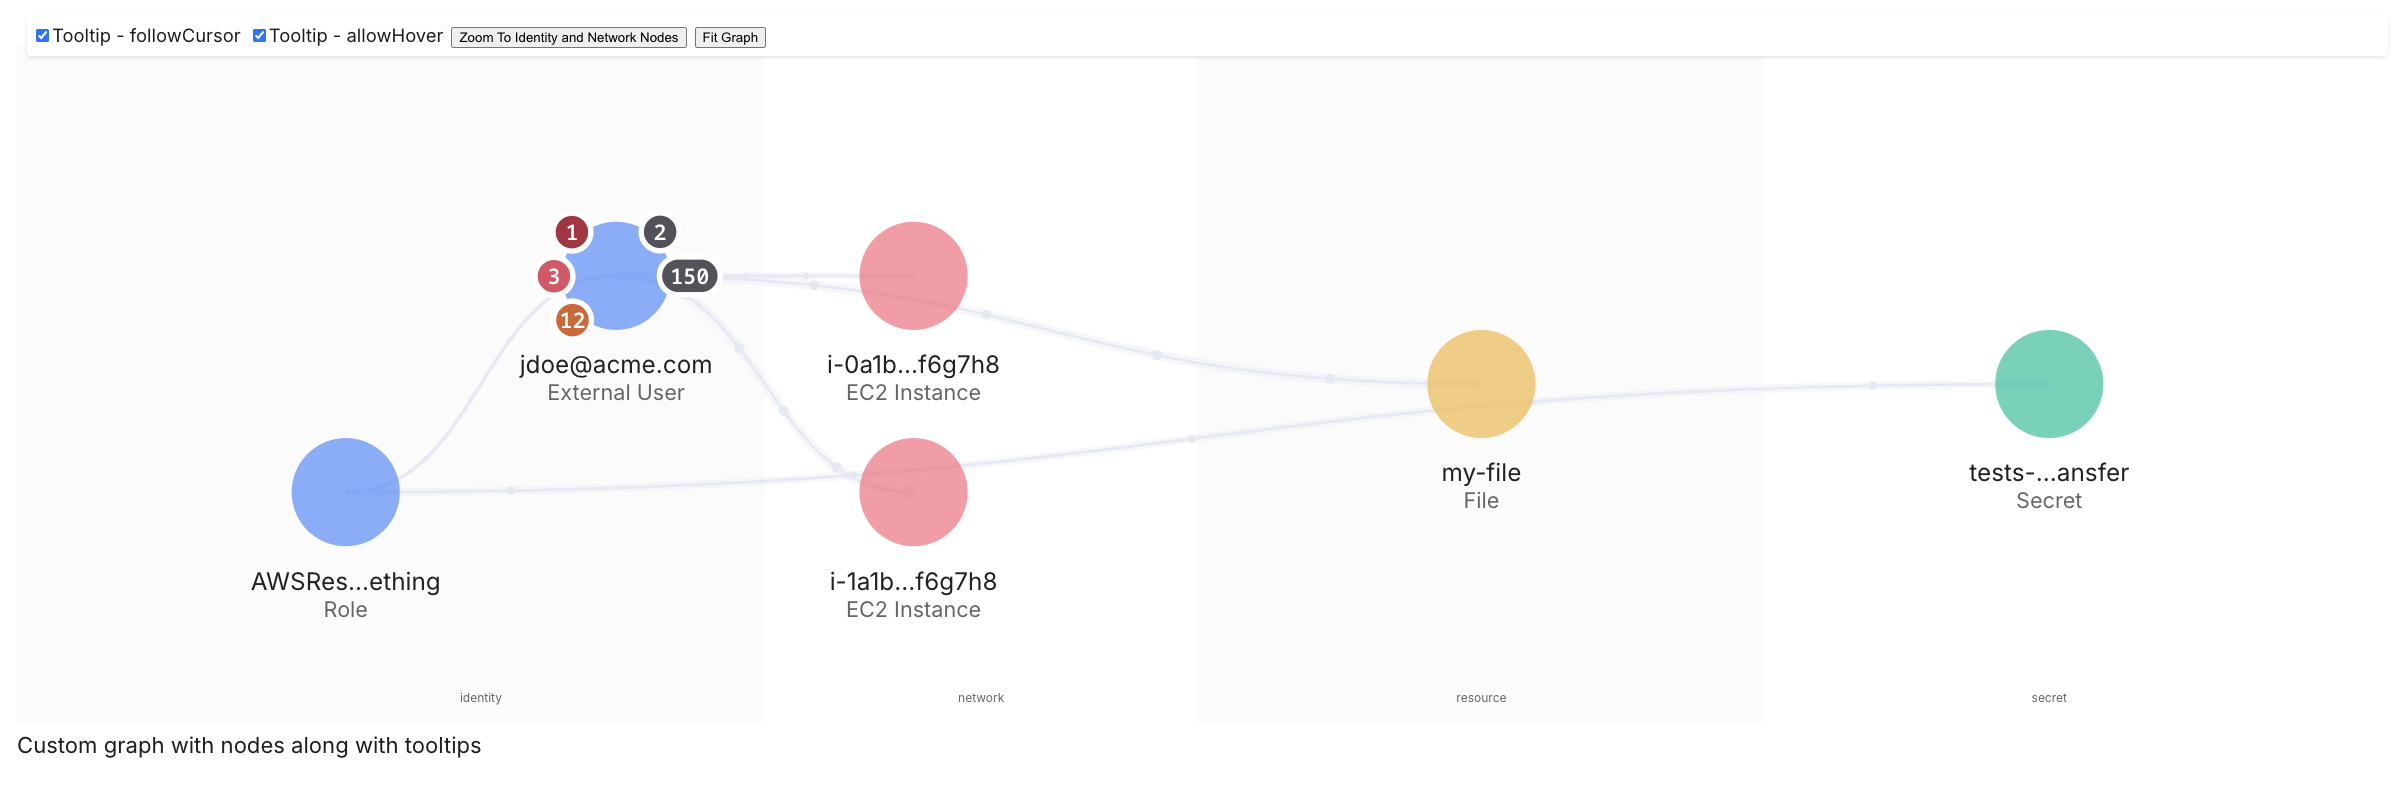 Tooltip - followCursor Tooltip - allowHover Zoom To Identity and Network Nodes Fit Graph
1 2
3 150
12
jdoe@acme.com
External User
i-0a1b...f6g7h8
EC2 Instance
my-file
File
tests-...ansfer
Secret
AWSRes...ething
Role
i-1a1b...f6g7h8
EC2 Instance
identity network resource secret
Custom graph with nodes along with tooltips